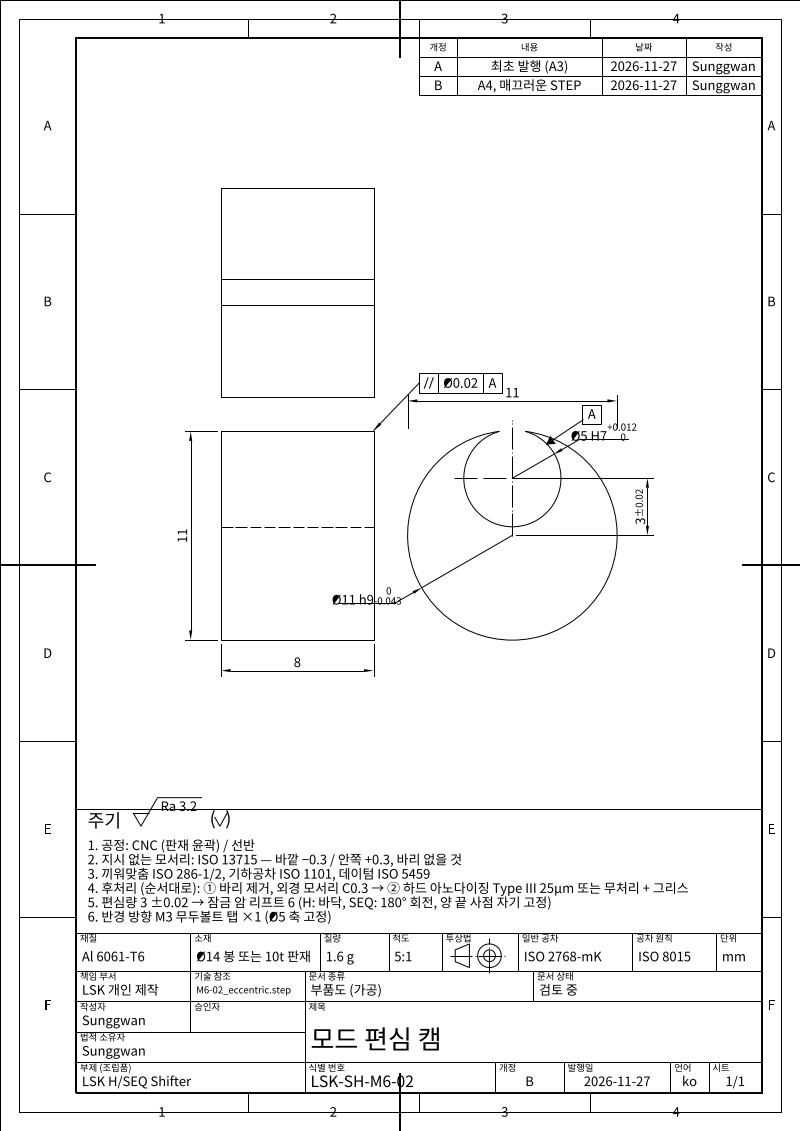 1 2 3 4
개정 내용 날짜 작성
A 최초 발행 (A3) 2026-11-27 Sunggwan
B A4, 매끄러운 STEP 2026-11-27 Sunggwan
A A
B B
// Ø0.02 A
11
A
Ø5 H7 +0.012 0
C C
3±0.02
11
Ø11 h9 0 -0.043
D D
8
Ra 3.2
주기 (√)
E E
1. 공정: CNC (판재 윤곽) / 선반
2. 지시 없는 모서리: ISO 13715 — 바깥 −0.3 / 안쪽 +0.3, 바리 없을 것
3. 끼워맞춤 ISO 286-1/2, 기하공차 ISO 1101, 데이텀 ISO 5459
4. 후처리 (순서대로): ① 바리 제거, 외경 모서리 C0.3 → ② 하드 아노다이징 Type III 25µm 또는 무처리 + 그리스
5. 편심량 3 ±0.02 → 잠금 암 리프트 6 (H: 바닥, SEQ: 180° 회전, 양 끝 사점 자기 고정)
6. 반경 방향 M3 무두볼트 탭 ×1 (Ø5 축 고정)
재질 소재 질량 척도 투상법 일반 공차 공차 원칙 단위
Al 6061-T6 Ø14 봉 또는 10t 판재 1.6 g 5:1 ISO 2768-mK ISO 8015 mm
책임 부서 기술 참조 문서 종류 문서 상태
LSK 개인 제작 M6-02_eccentric.step 부품도 (가공) 검토 중
F F
작성자 승인자 제목
Sunggwan
모드 편심 캠
법적 소유자
Sunggwan
부제 (조립품) 식별 번호 개정 발행일 언어 시트
LSK H/SEQ Shifter LSK-SH-M6-02 B 2026-11-27 ko 1/1
1 2 3 4